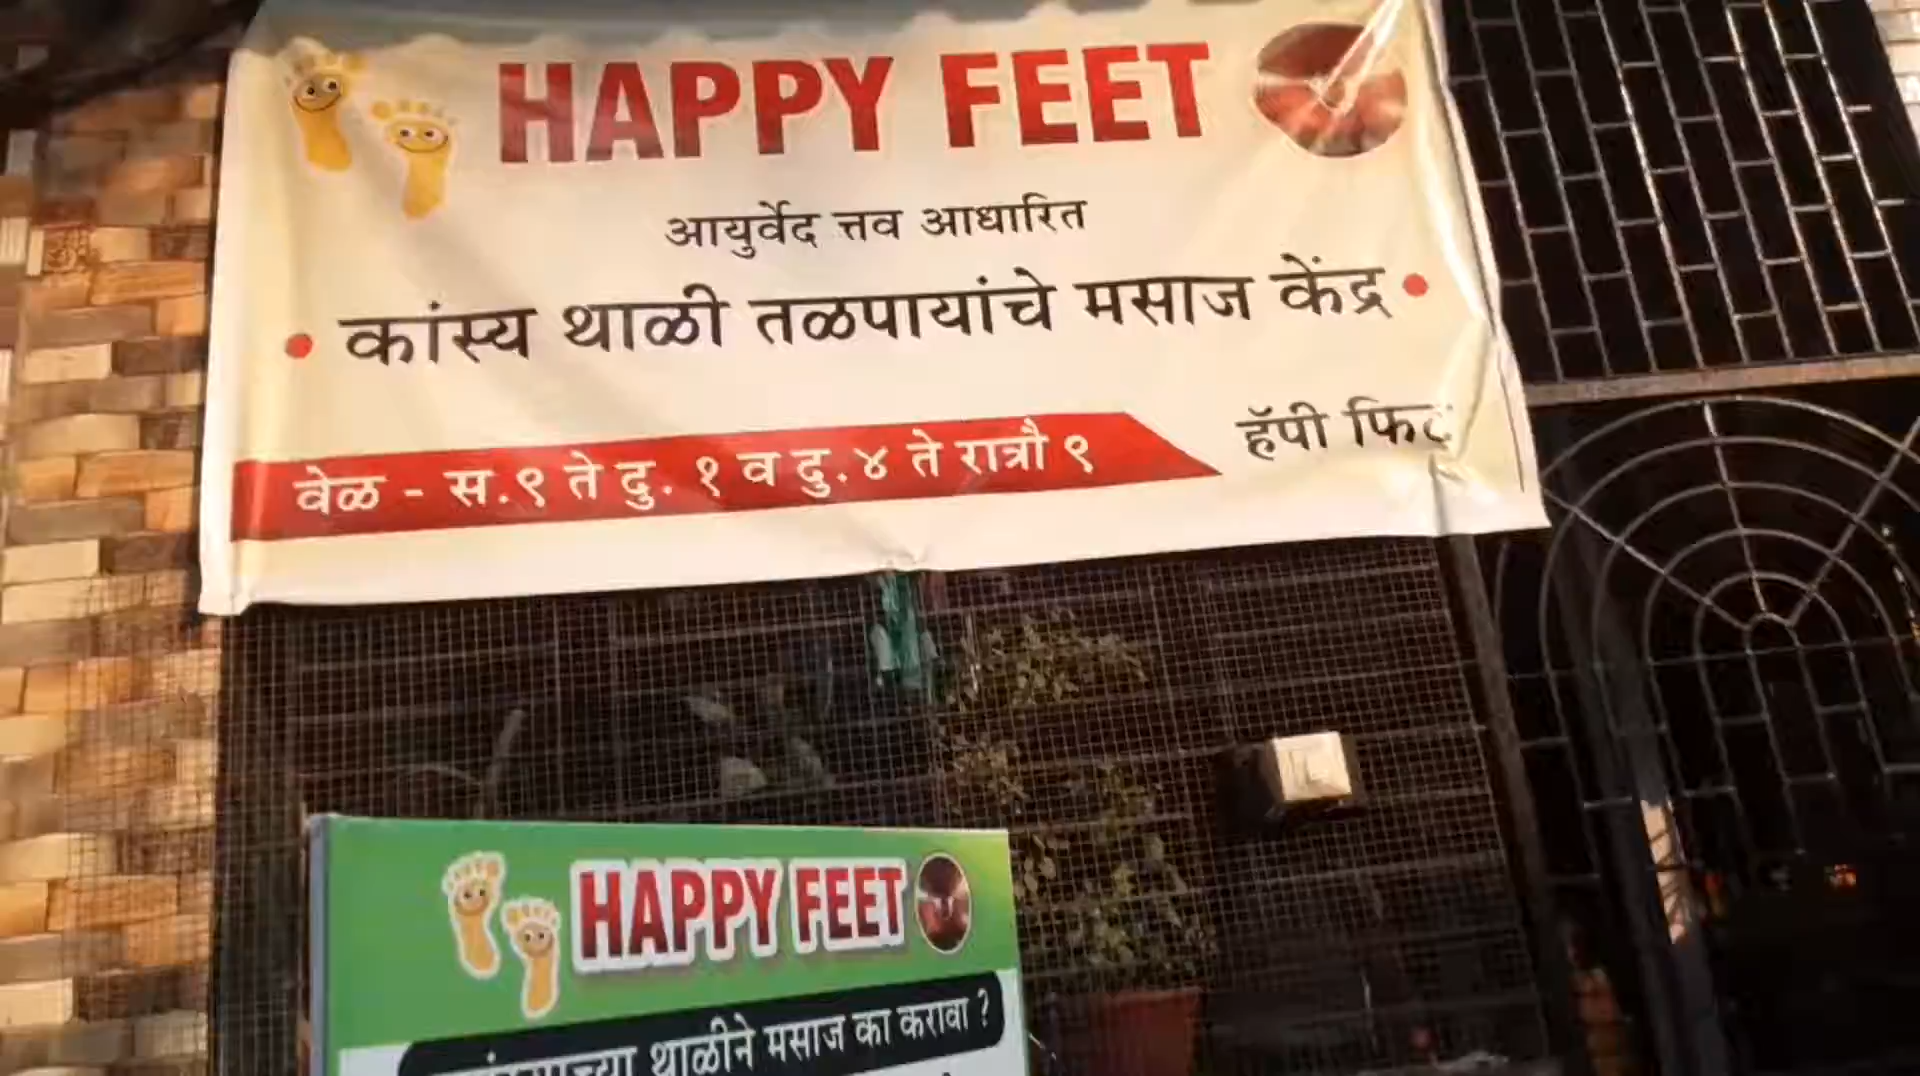 HAPPY FEET
आयुर्वेद त्तव आधारित
• कांस्य थाळी तळपायांचे मसाज केंद्र •
वेळ - स.९ ते दु. १ व दु.४ ते रात्रौ ९
हॅपी फिट
HAPPY FEET
थाळीने मसाज का करावा ?